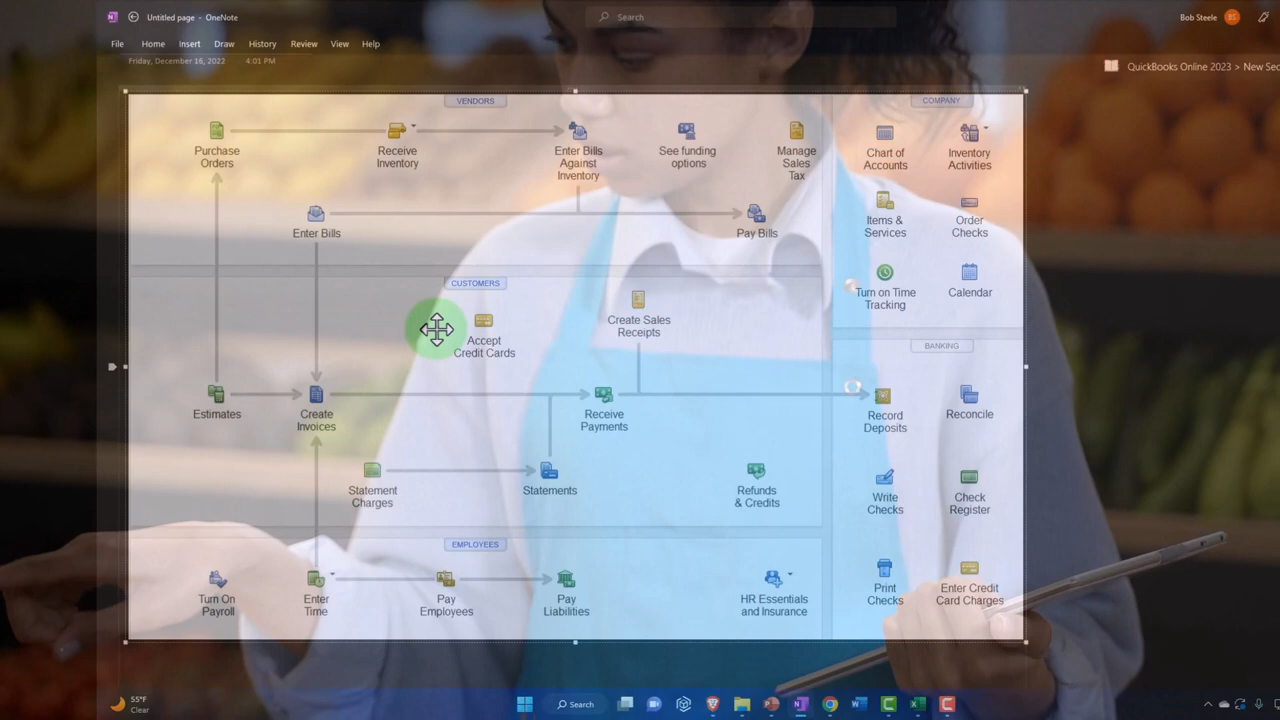 Untitled page - OneNote
Search
Bob Steele
BS
File Home Insert Draw History Review View Help
Friday, December 16, 2022 4:01 PM
QuickBooks Online 2023 > New Sec
VENDORS
Purchase
Orders
Receive
Inventory
Enter Bills
Against
Inventory
See funding
options
Manage
Sales
Tax
Enter Bills
Pay Bills
CUSTOMERS
Accept
Credit Cards
Create Sales
Receipts
Estimates
Create
Invoices
Receive
Payments
Statement
Charges
Statements
Refunds
& Credits
EMPLOYEES
Turn On
Payroll
Enter
Time
Pay
Employees
Pay
Liabilities
HR Essentials
and Insurance
COMPANY
Chart of
Accounts
Inventory
Activities
Items &
Services
Order
Checks
Turn on Time
Tracking
Calendar
BANKING
Record
Deposits
Reconcile
Write
Checks
Check
Register
Print
Checks
Enter Credit
Card Charges
55°F
Clear
Search